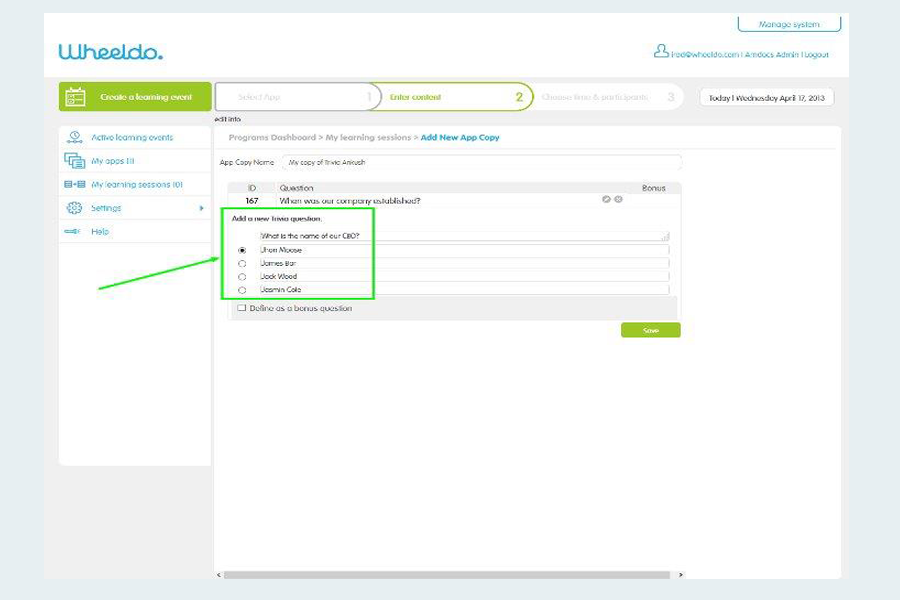 Manage system
Wheeldo.
irad@wheeldo.com | Amdocs Admin | Logout
Create a learning event
Select App 1
Enter content 2
Choose time & participants 3
Today | Wednesday April 17, 2013
edit info
Active learning events
My apps (1)
My learning sessions (0)
Settings
Help
Programs Dashboard > My learning sessions > Add New App Copy
App Copy Name
My copy of Trivia Ankush
ID Question Bonus
167 When was our company established?
Add a new Trivia question.
What is the name of our CEO?
Jhon Moose
James Bar
Jack Wood
Jasmin Cole
Define as a bonus question
Save